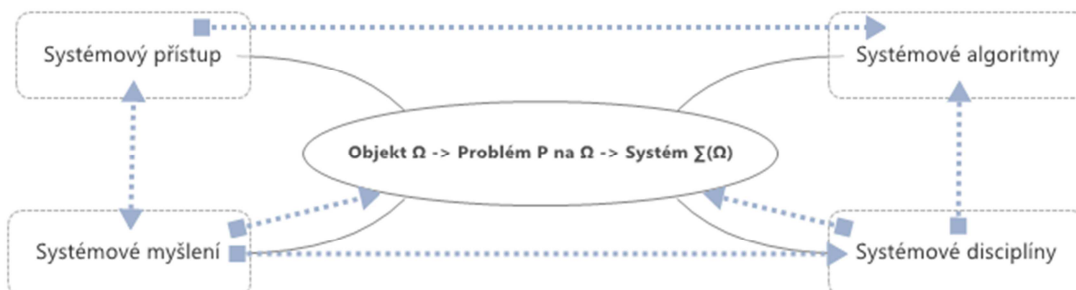 Systémový přístup
Systémové algoritmy
Objekt Ω -> Problém P na Ω -> Systém ∑(Ω)
Systémové myšlení
Systémové disciplíny